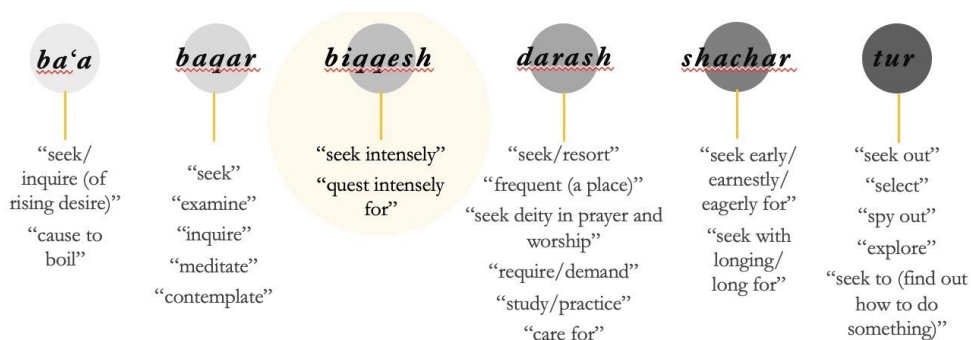 ba‘a
baqar
biqqesh
darash
shachar
tur
“seek/
inquire (of
rising desire)”
“cause to
boil”
“seek”
“examine”
“inquire”
“meditate”
“contemplate”
“seek intensely”
“quest intensely
for”
“seek/resort”
“frequent (a place)”
“seek deity in prayer and
worship”
“require/demand”
“study/practice”
“care for”
“seek early/
earnestly/
eagerly for”
“seek with
longing/
long for”
“seek out”
“select”
“spy out”
“explore”
“seek to (find out
how to do
something)”